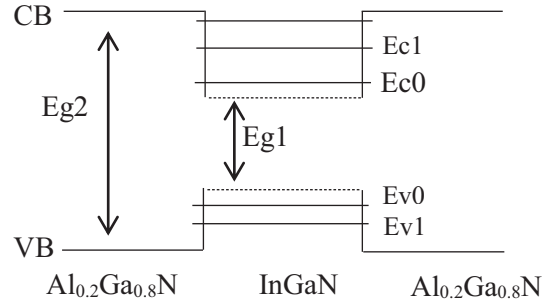 CB
Ec1
Ec0
Eg2
Eg1
Ev0
Ev1
VB
Al₀.₂Ga₀.₈N InGaN Al₀.₂Ga₀.₈N